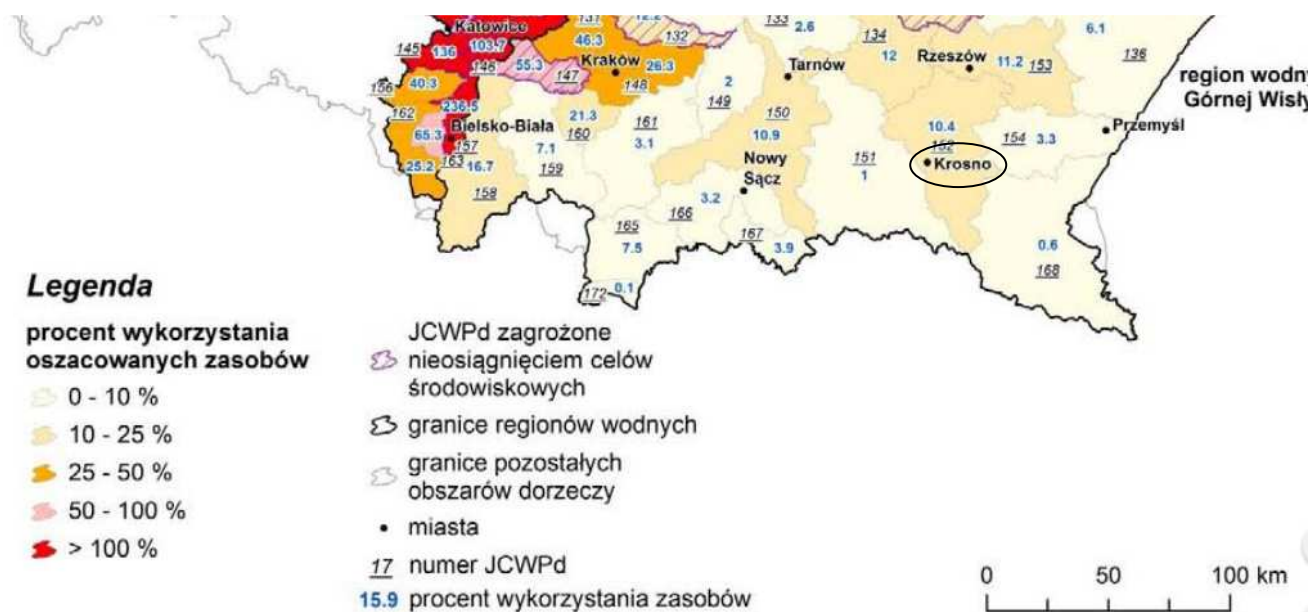 131
12.2
133
2.6
134
6.1
Katowice
145
136
103.7
46.3
132
12
Rzeszów
11.2
153
136
146
55.3
147
Kraków
26.3
148
Tarnów
region wodny
Górnej Wisły
156
40.3
2
149
162
236.5
21.3
150
65.3
Bielsko-Biała
160
161
10.9
10.4
154
3.3
Przemyśl
157
7.1
3.1
152
163
25.2
16.7
159
Nowy
Sącz
151
1
Krosno
158
3.2
166
165
167
7.5
3.9
0.6
168
172
0.1
Legenda
procent wykorzystania
oszacowanych zasobów
0 - 10 %
10 - 25 %
25 - 50 %
50 - 100 %
> 100 %
JCWPd zagrożone
nieosiągnięciem celów
środowiskowych
granice regionów wodnych
granice pozostałych
obszarów dorzeczy
miasta
17 numer JCWPd
15.9 procent wykorzystania zasobów
0 50 100 km